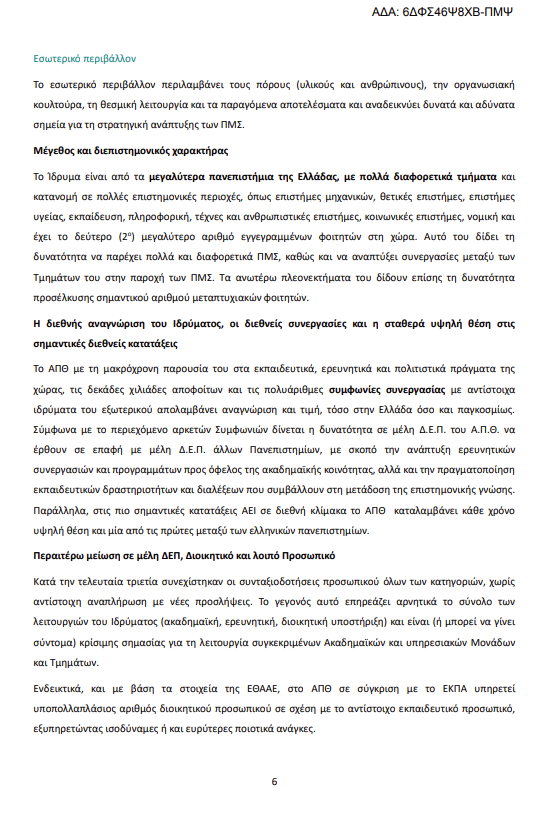 ΑΔΑ: 6ΔΦΣ46Ψ8ΧΒ-ΠΜΨ
Εσωτερικό περιβάλλον
Το εσωτερικό περιβάλλον περιλαμβάνει τους πόρους (υλικούς και ανθρώπινους), την οργανωσιακή
κουλτούρα, τη θεσμική λειτουργία και τα παραγόμενα αποτελέσματα και αναδεικνύει δυνατά και αδύνατα
σημεία για τη στρατηγική ανάπτυξης των ΠΜΣ.
Μέγεθος και διεπιστημονικός χαρακτήρας
Το Ίδρυμα είναι από τα μεγαλύτερα πανεπιστήμια της Ελλάδας, με πολλά διαφορετικά τμήματα και
κατανομή σε πολλές επιστημονικές περιοχές, όπως επιστήμες μηχανικών, θετικές επιστήμες, επιστήμες
υγείας, εκπαίδευση, πληροφορική, τέχνες και ανθρωπιστικές επιστήμες, κοινωνικές επιστήμες, νομική και
έχει το δεύτερο (2ο) μεγαλύτερο αριθμό εγγεγραμμένων φοιτητών στη χώρα. Αυτό του δίδει τη
δυνατότητα να παρέχει πολλά και διαφορετικά ΠΜΣ, καθώς και να αναπτύξει συνεργασίες μεταξύ των
Τμημάτων του στην παροχή των ΠΜΣ. Τα ανωτέρω πλεονεκτήματα του δίδουν επίσης τη δυνατότητα
προσέλκυσης σημαντικού αριθμού μεταπτυχιακών φοιτητών.
Η διεθνής αναγνώριση του Ιδρύματος, οι διεθνείς συνεργασίες και η σταθερά υψηλή θέση στις
σημαντικές διεθνείς κατατάξεις
Το ΑΠΘ με τη μακρόχρονη παρουσία του στα εκπαιδευτικά, ερευνητικά και πολιτιστικά πράγματα της
χώρας, τις δεκάδες χιλιάδες αποφοίτων και τις πολυάριθμες συμφωνίες συνεργασίας με αντίστοιχα
ιδρύματα του εξωτερικού απολαμβάνει αναγνώριση και τιμή, τόσο στην Ελλάδα όσο και παγκοσμίως.
Σύμφωνα με το περιεχόμενο αρκετών Συμφωνιών δίνεται η δυνατότητα σε μέλη Δ.Ε.Π. του Α.Π.Θ. να
έρθουν σε επαφή με μέλη Δ.Ε.Π. άλλων Πανεπιστημίων, με σκοπό την ανάπτυξη ερευνητικών
συνεργασιών και προγραμμάτων προς όφελος της ακαδημαϊκής κοινότητας, αλλά και την πραγματοποίηση
εκπαιδευτικών δραστηριοτήτων και διαλέξεων που συμβάλλουν στη μετάδοση της επιστημονικής γνώσης.
Παράλληλα, στις πιο σημαντικές κατατάξεις ΑΕΙ σε διεθνή κλίμακα το ΑΠΘ καταλαμβάνει κάθε χρόνο
υψηλή θέση και μία από τις πρώτες μεταξύ των ελληνικών πανεπιστημίων.
Περαιτέρω μείωση σε μέλη ΔΕΠ, Διοικητικό και λοιπό Προσωπικό
Κατά την τελευταία τριετία συνεχίστηκαν οι συνταξιοδοτήσεις προσωπικού όλων των κατηγοριών, χωρίς
αντίστοιχη αναπλήρωση με νέες προσλήψεις. Το γεγονός αυτό επηρεάζει αρνητικά το σύνολο των
λειτουργιών του Ιδρύματος (ακαδημαϊκή, ερευνητική, διοικητική υποστήριξη) και είναι (ή μπορεί να γίνει
σύντομα) κρίσιμης σημασίας για τη λειτουργία συγκεκριμένων Ακαδημαϊκών και υπηρεσιακών Μονάδων
και Τμημάτων.
Ενδεικτικά, και με βάση τα στοιχεία της ΕΘΑΑΕ, στο ΑΠΘ σε σύγκριση με το ΕΚΠΑ υπηρετεί
υποπολλαπλάσιος αριθμός διοικητικού προσωπικού σε σχέση με το αντίστοιχο εκπαιδευτικό προσωπικό,
εξυπηρετώντας ισοδύναμες ή και ευρύτερες ποιοτικά ανάγκες.
6